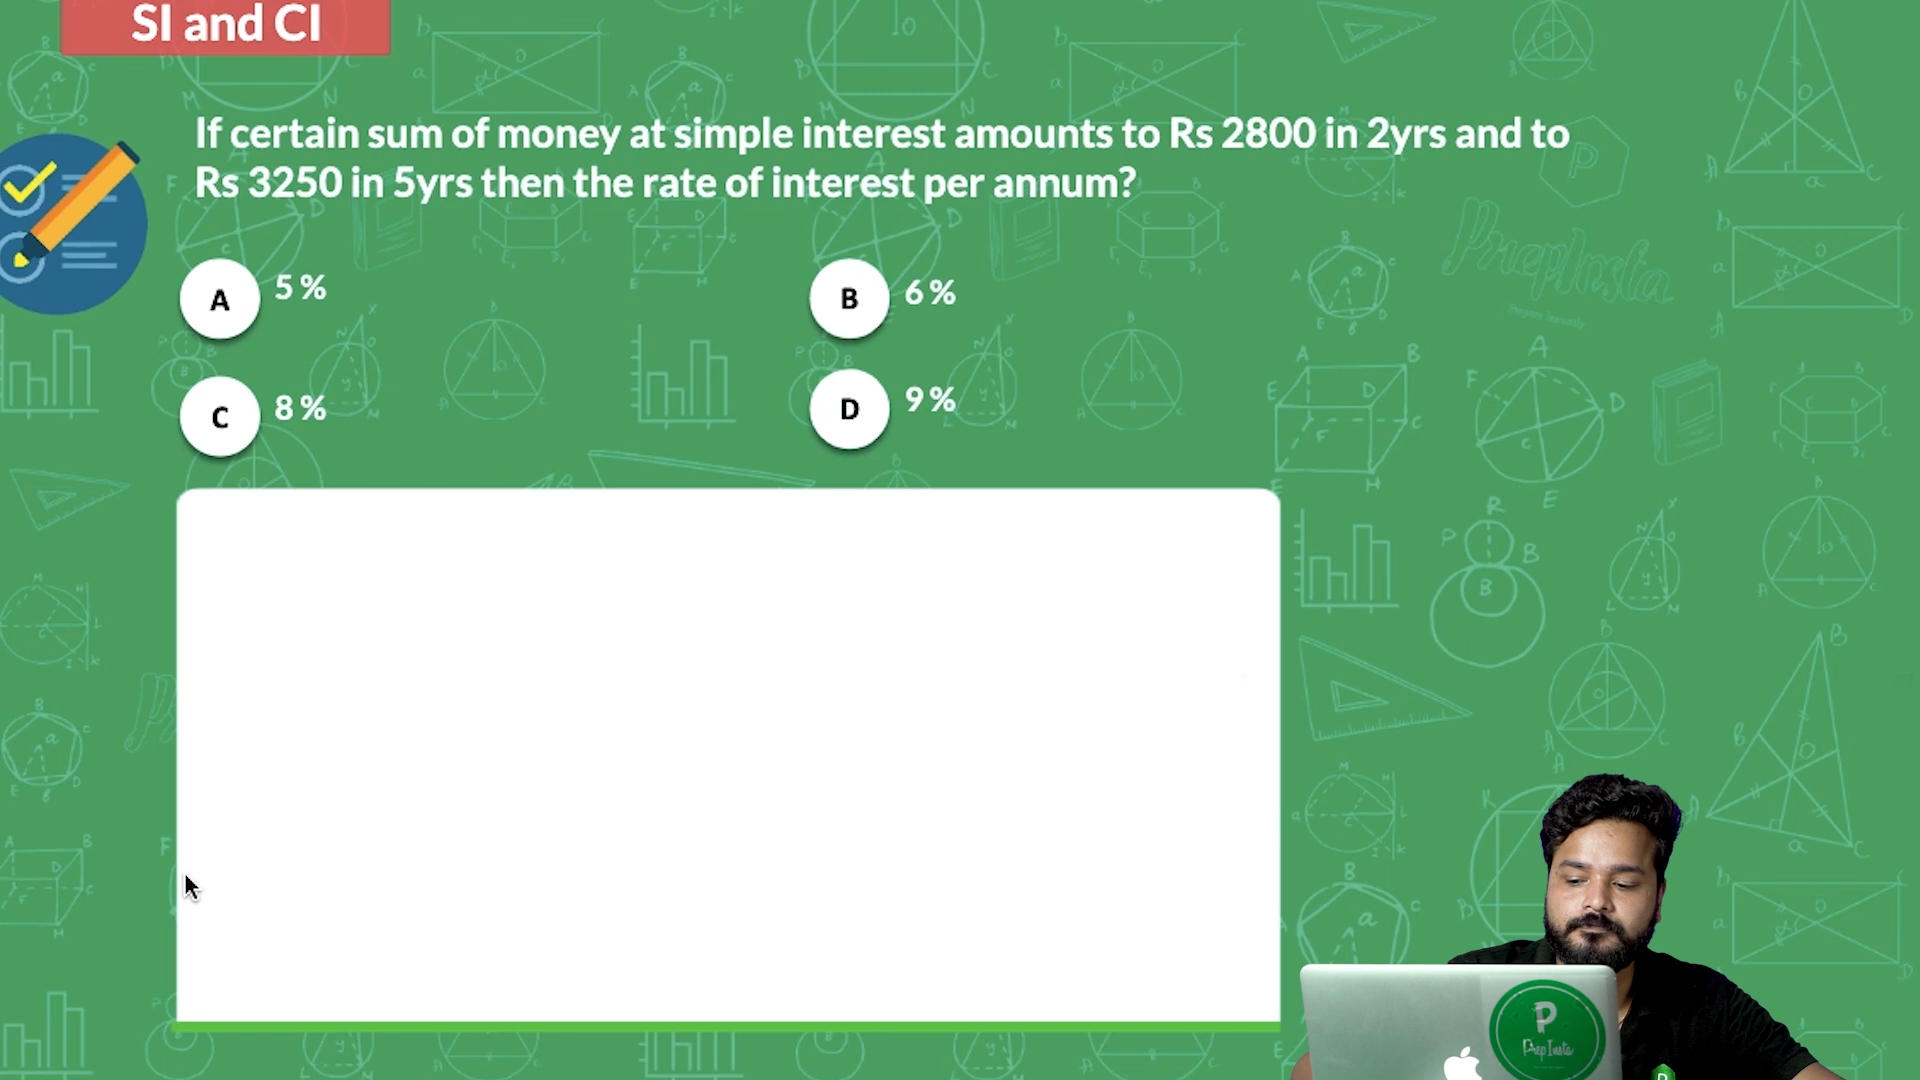 SI and CI
If certain sum of money at simple interest amounts to Rs 2800 in 2yrs and to
Rs 3250 in 5yrs then the rate of interest per annum?
A 5 %
B 6 %
C 8 %
D 9 %
PrepInsta
P
PrepInsta